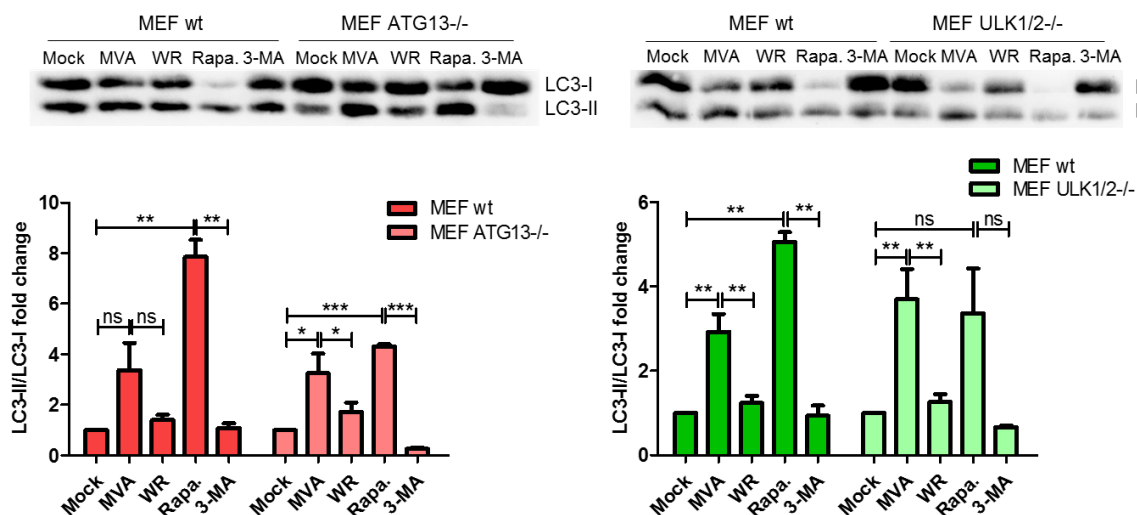 MEF wt MEF ATG13-/-
Mock MVA WR Rapa. 3-MA Mock MVA WR Rapa. 3-MA
LC3-I
LC3-II
MEF wt
MEF ATG13-/-
LC3-II/LC3-I fold change
10
8
6
4
2
0
** **
ns ns
*** ***
* *
Mock MVA WR Rapa. 3-MA Mock MVA WR Rapa. 3-MA
MEF wt MEF ULK1/2-/-
Mock MVA WR Rapa. 3-MA Mock MVA WR Rapa. 3-MA
MEF wt
MEF ULK1/2-/-
LC3-II/LC3-I fold change
6
4
2
0
** **
** **
ns ns
** **
Mock MVA WR Rapa. 3-MA Mock MVA WR Rapa. 3-MA